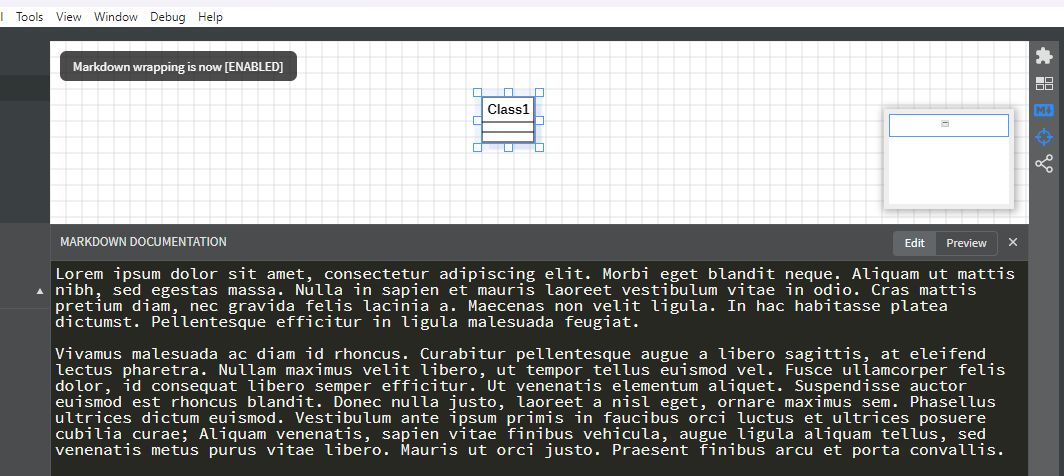 Tools View Window Debug Help
Markdown wrapping is now [ENABLED]
Class1
MARKDOWN DOCUMENTATION Edit Preview ×
Lorem ipsum dolor sit amet, consectetur adipiscing elit. Morbi eget blandit neque. Aliquam ut mattis
nibh, sed egestas massa. Nulla in sapien et mauris laoreet vestibulum vitae in odio. Cras mattis
pretium diam, nec gravida felis lacinia a. Maecenas non velit ligula. In hac habitasse platea
dictumst. Pellentesque efficitur in ligula malesuada feugiat.
Vivamus malesuada ac diam id rhoncus. Curabitur pellentesque augue a libero sagittis, at eleifend
lectus pharetra. Nullam maximus velit libero, ut tempor tellus euismod vel. Fusce ullamcorper felis
dolor, id consequat libero semper efficitur. Ut venenatis elementum aliquet. Suspendisse auctor
euismod est rhoncus blandit. Donec nulla justo, laoreet a nisl eget, ornare maximus sem. Phasellus
ultrices dictum euismod. Vestibulum ante ipsum primis in faucibus orci luctus et ultrices posuere
cubilia curae; Aliquam venenatis, sapien vitae finibus vehicula, augue ligula aliquam tellus, sed
venenatis metus purus vitae libero. Mauris ut orci justo. Praesent finibus arcu et porta convallis.